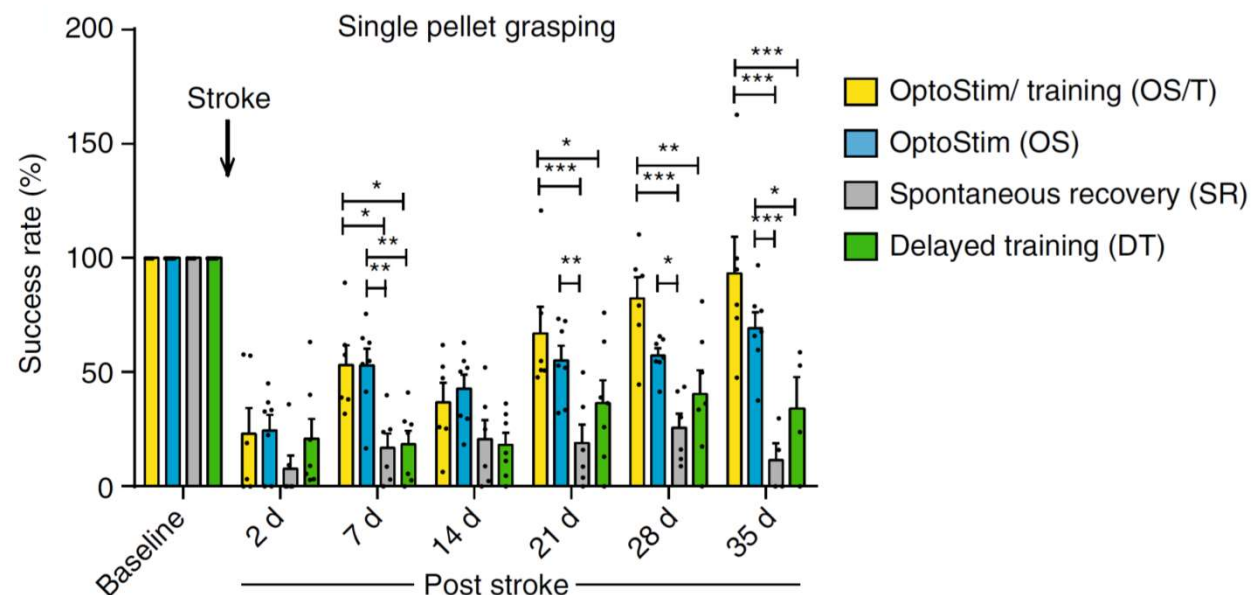 Single pellet grasping
Success rate (%)
200
150
100
50
0
Stroke
*
*
**
**
*
***
**
**
***
*
***
***
*
***
OptoStim/ training (OS/T)
OptoStim (OS)
Spontaneous recovery (SR)
Delayed training (DT)
Baseline
2 d
7 d
14 d
21 d
28 d
35 d
Post stroke